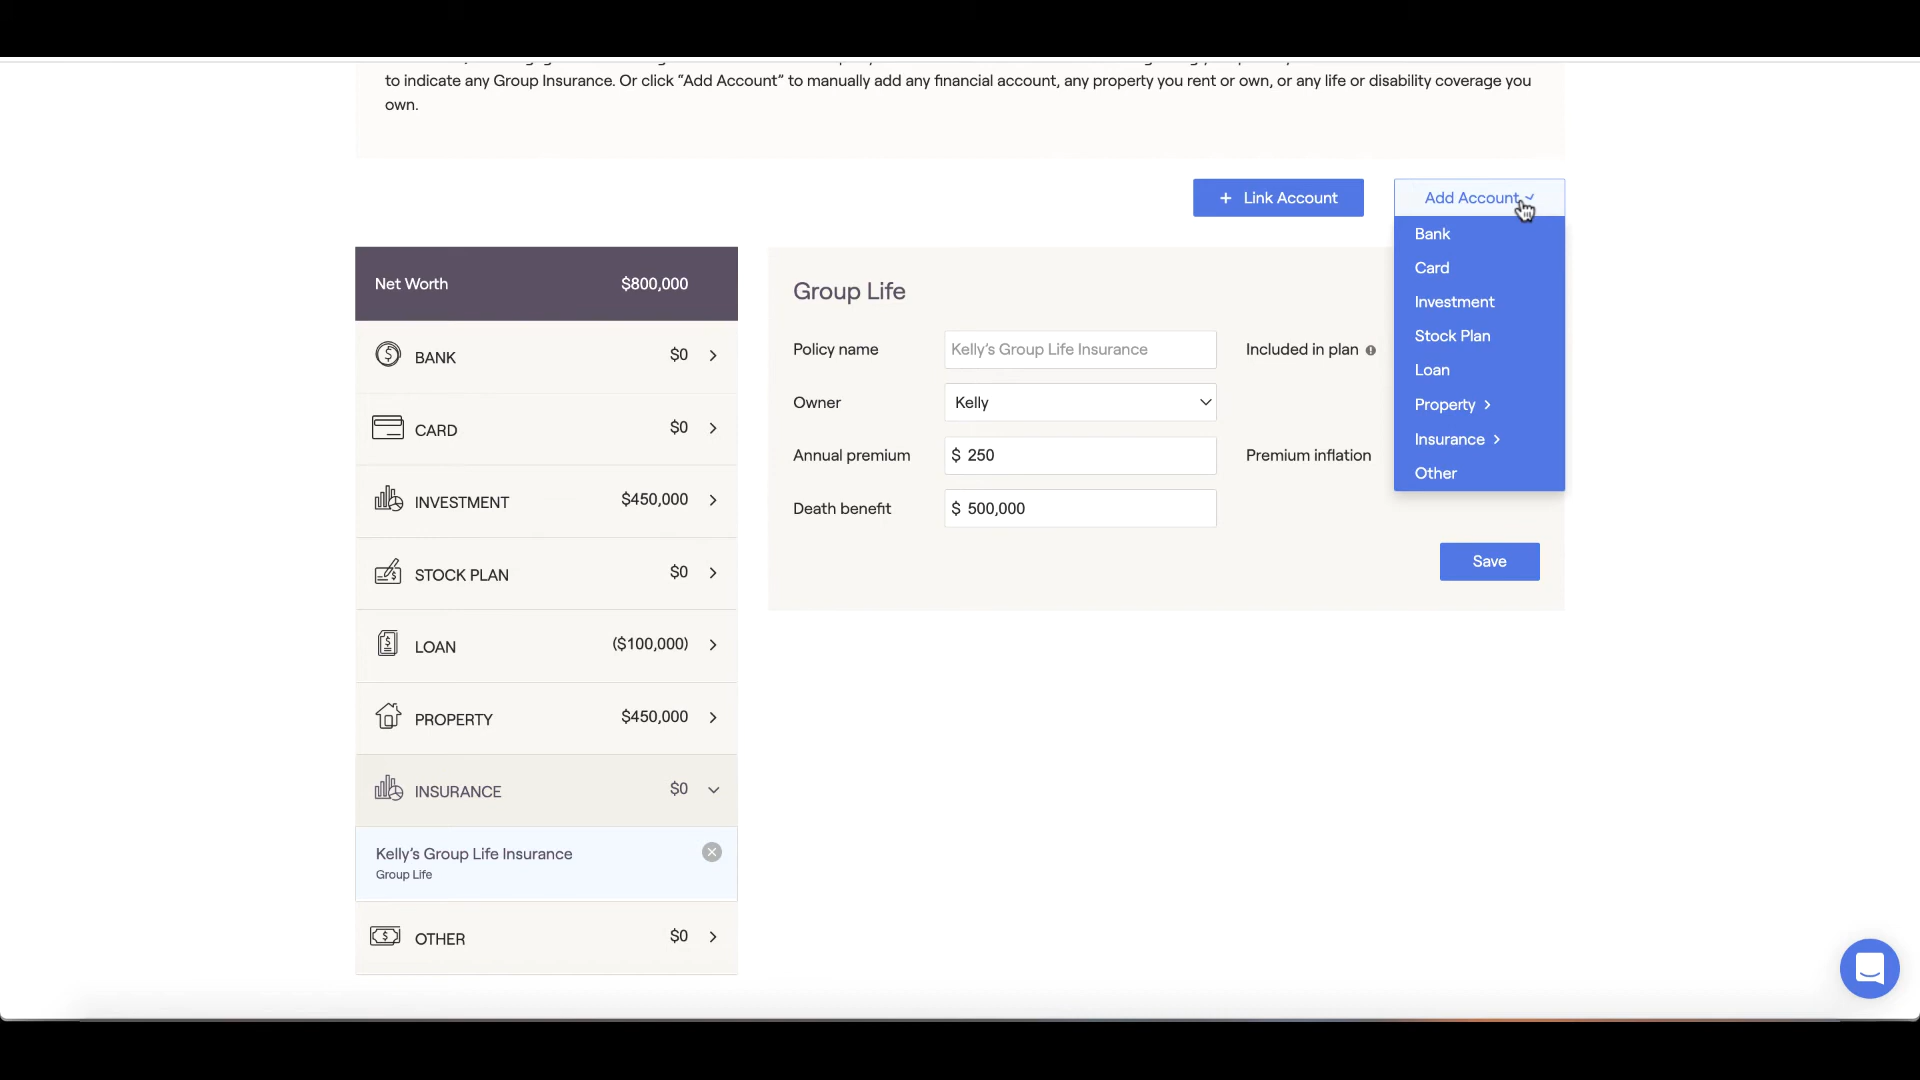 to indicate any Group Insurance. Or click “Add Account” to manually add any financial account, any property you rent or own, or any life or disability coverage you
own.
+ Link Account
Add Account
Bank
Card
Investment
Stock Plan
Loan
Property >
Insurance >
Other
Net Worth $800,000
BANK $0
CARD $0
INVESTMENT $450,000
STOCK PLAN $0
LOAN ($100,000)
PROPERTY $450,000
INSURANCE $0
Kelly’s Group Life Insurance
Group Life
OTHER $0
Group Life
Policy name Kelly’s Group Life Insurance Included in plan
Owner Kelly
Annual premium $ 250 Premium inflation
Death benefit $ 500,000
Save